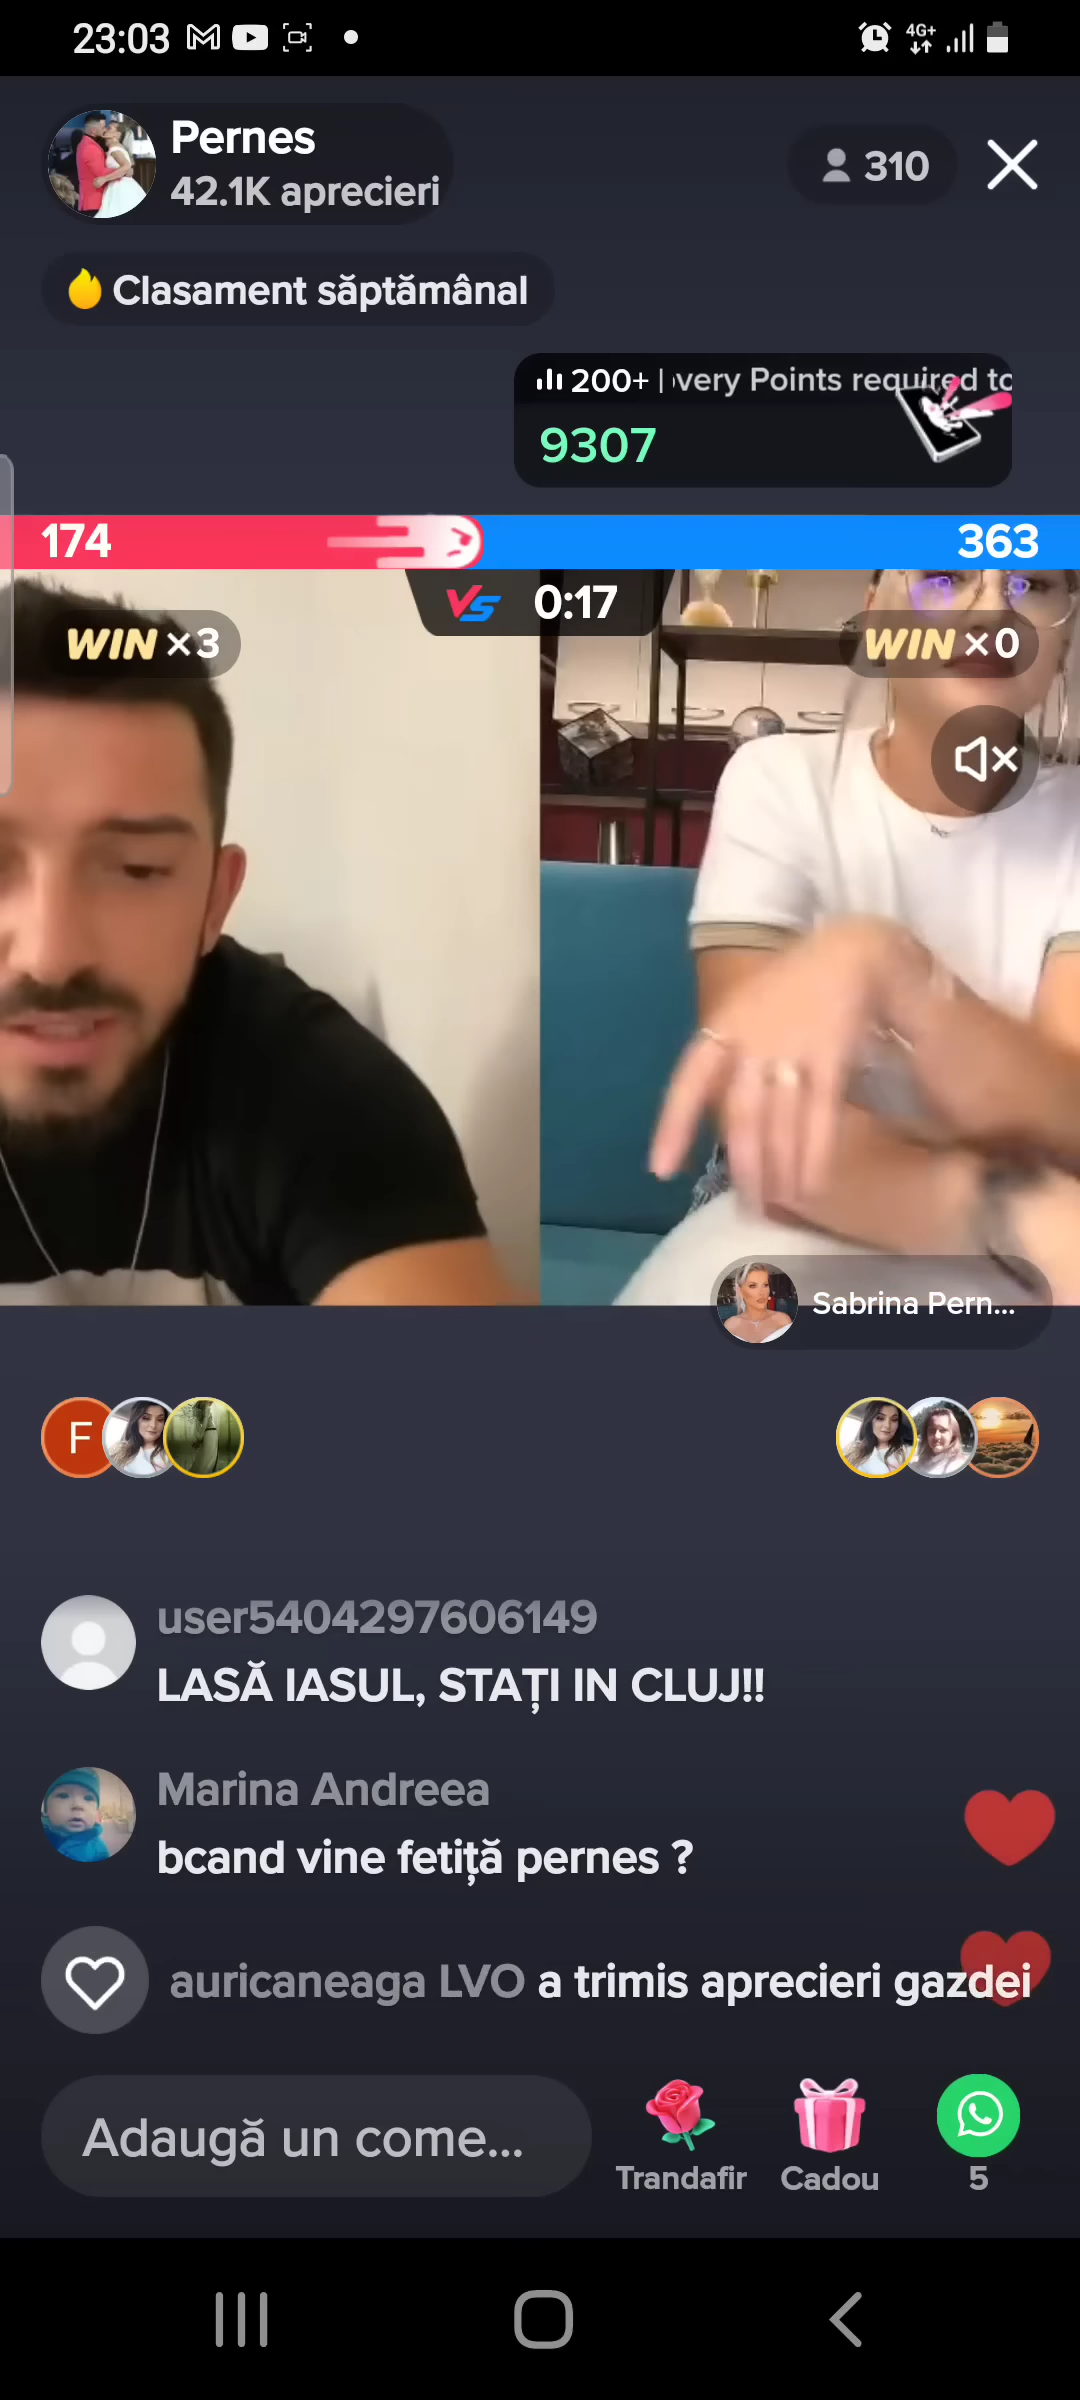 23:03
4G+
Pernes
42.1K aprecieri
310
Clasament săptămânal
200+ | very Points required to
9307
174
363
VS 0:17
WIN ×3
WIN ×0
Sabrina Pern...
F
user5404297606149
LASĂ IASUL, STAȚI IN CLUJ!!
Marina Andreea
bcand vine fetiță pernes ?
auricaneaga LVO a trimis aprecieri gazdei
Adaugă un come...
Trandafir
Cadou
5